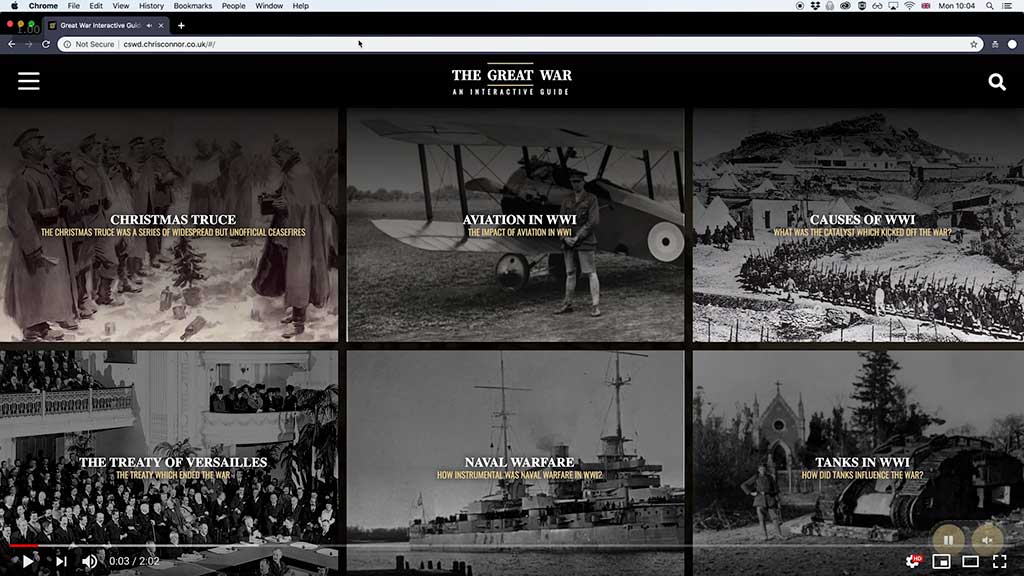 Chrome File Edit View History Bookmarks People Window Help Mon 10:04
1.00
Great War Interactive Guid
Not Secure cswd.chrisconnor.co.uk/#/
THE GREAT WAR
AN INTERACTIVE GUIDE
CHRISTMAS TRUCE
THE CHRISTMAS TRUCE WAS A SERIES OF WIDESPREAD BUT UNOFFICIAL CEASEFIRES
AVIATION IN WWI
THE IMPACT OF AVIATION IN WWI
CAUSES OF WWI
WHAT WAS THE CATALYST WHICH KICKED OFF THE WAR?
THE TREATY OF VERSAILLES
THE TREATY WHICH ENDED THE WAR
NAVAL WARFARE
HOW INSTRUMENTAL WAS NAVAL WARFARE IN WWI?
TANKS IN WWI
HOW DID TANKS INFLUENCE THE WAR?
0:03 / 2:02
HD